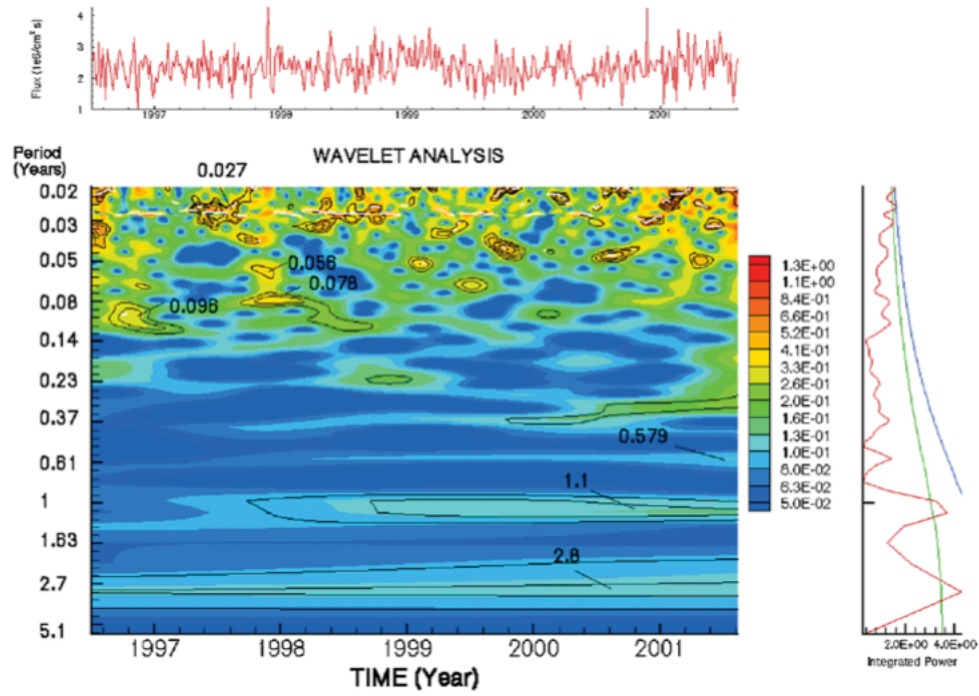 Flux (1e6/cm² s)
4
3
2
1
1997
1998
1999
2000
2001
Period
(Years)
WAVELET ANALYSIS
0.027
0.02
0.03
0.05
0.08
0.14
0.23
0.37
0.61
1
1.83
2.7
5.1
0.056
0.078
0.098
0.579
1.1
2.8
1997
1998
1999
2000
2001
TIME (Year)
1.3E+00
1.1E+00
8.4E-01
6.6E-01
5.2E-01
4.1E-01
3.3E-01
2.6E-01
2.0E-01
1.6E-01
1.3E-01
1.0E-01
8.0E-02
6.3E-02
5.0E-02
2.0E+00 4.0E+00
Integrated Power